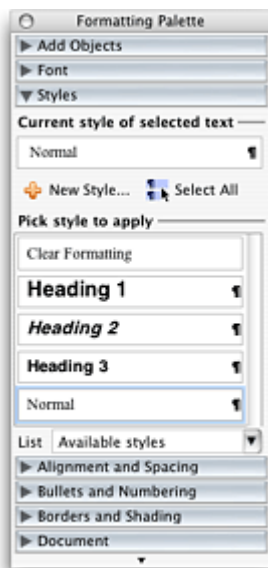 Formatting Palette
Add Objects
Font
Styles
Current style of selected text
Normal ¶
New Style... Select All
Pick style to apply
Clear Formatting
Heading 1 ¶
Heading 2 ¶
Heading 3 ¶
Normal ¶
List Available styles
Alignment and Spacing
Bullets and Numbering
Borders and Shading
Document